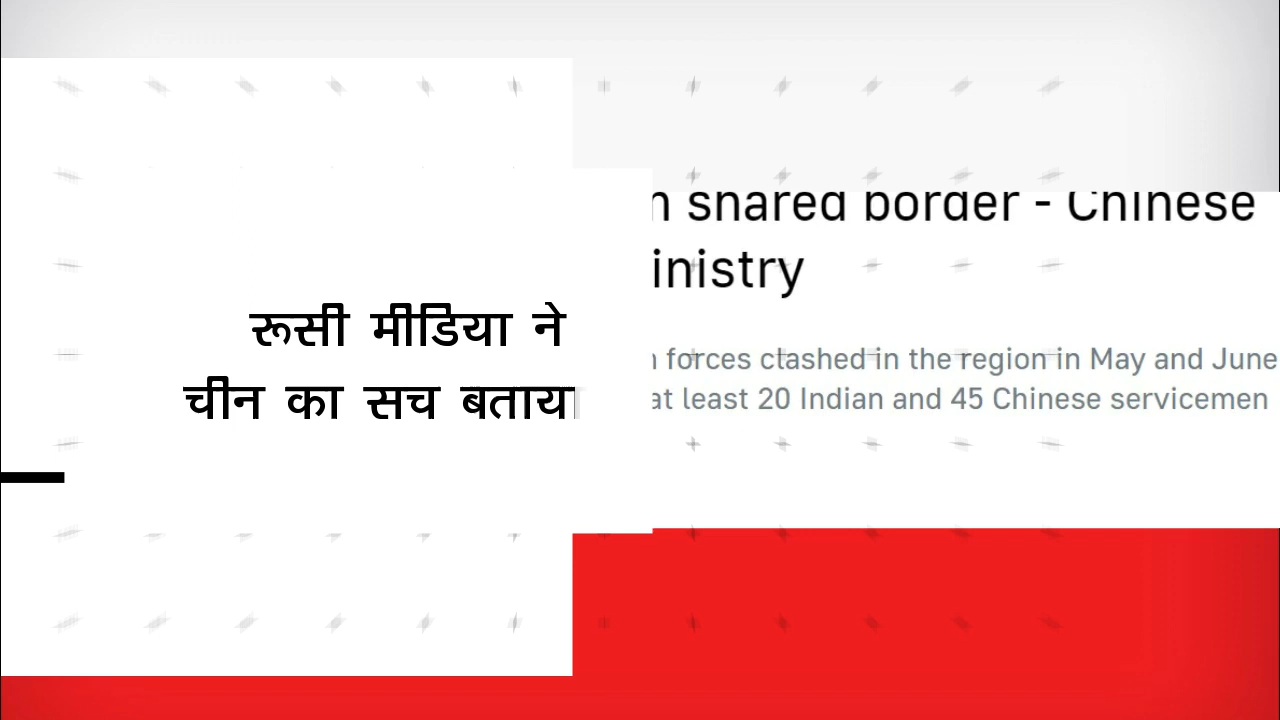 रूसी मीडिया ने
चीन का सच बताया
shared border - Chinese
inistry
forces clashed in the region in May and June
at least 20 Indian and 45 Chinese servicemen